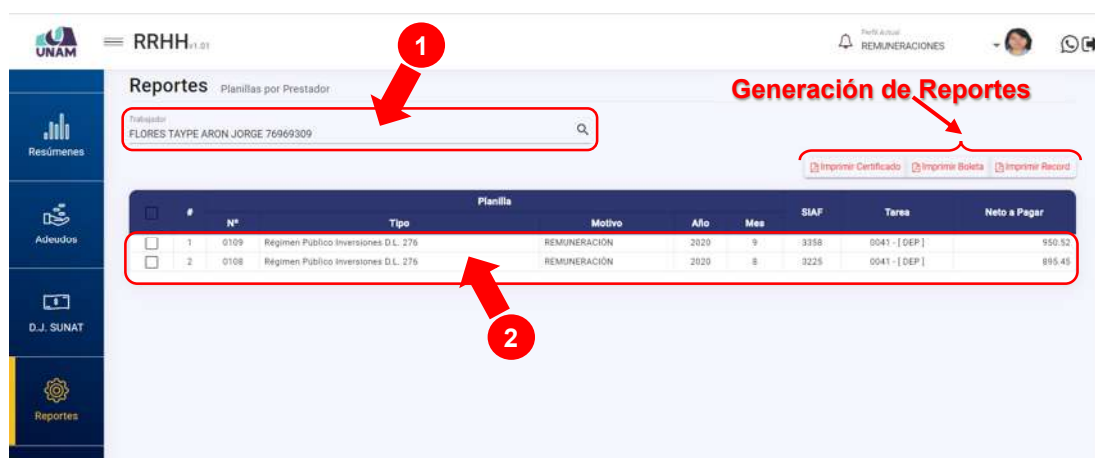 UNAM
RRHH v1.01
1
Perfil Actual
REMUNERACIONES
Reportes Planillas por Prestador
Generación de Reportes
Trabajador
FLORES TAYPE ARON JORGE 76969309
Resúmenes
Imprimir Certificado Imprimir Boleta Imprimir Record
# Planilla SIAF Tarea Neto a Pagar
N° Tipo Motivo Año Mes
1 0109 Régimen Público Inversiones D.L. 276 REMUNERACIÓN 2020 9 3358 0041 - [ DEP ] 950.52
2 0108 Régimen Público Inversiones D.L. 276 REMUNERACIÓN 2020 8 3225 0041 - [ DEP ] 895.45
Adeudos
D.J. SUNAT
2
Reportes